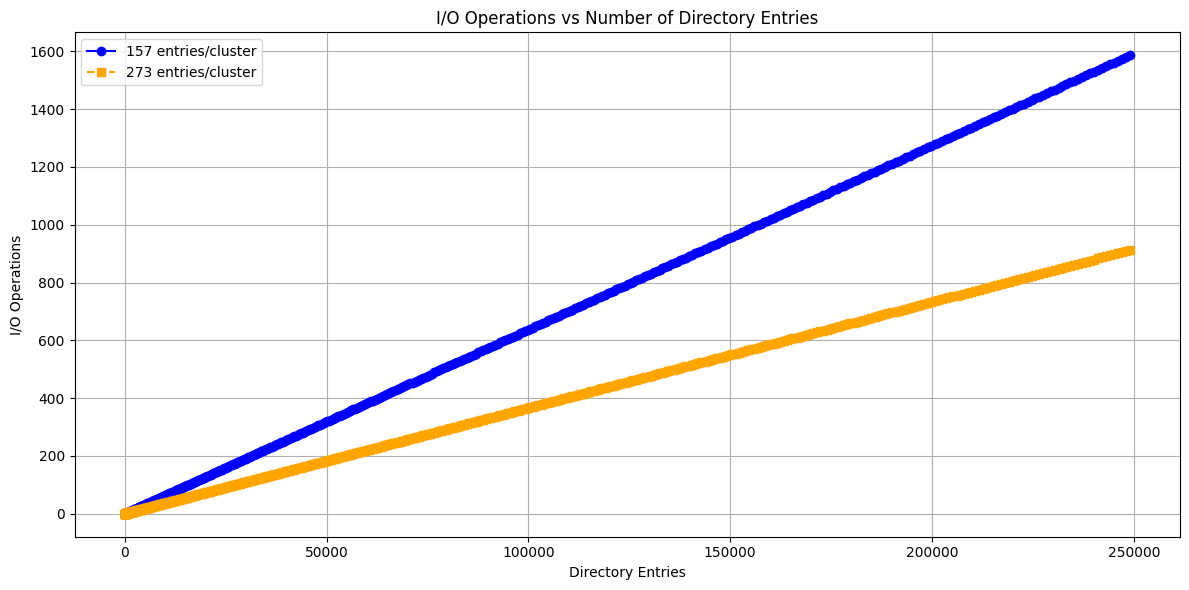 I/O Operations vs Number of Directory Entries
157 entries/cluster
273 entries/cluster
1600
1400
1200
1000
800
600
400
200
0
I/O Operations
0 50000 100000 150000 200000 250000
Directory Entries